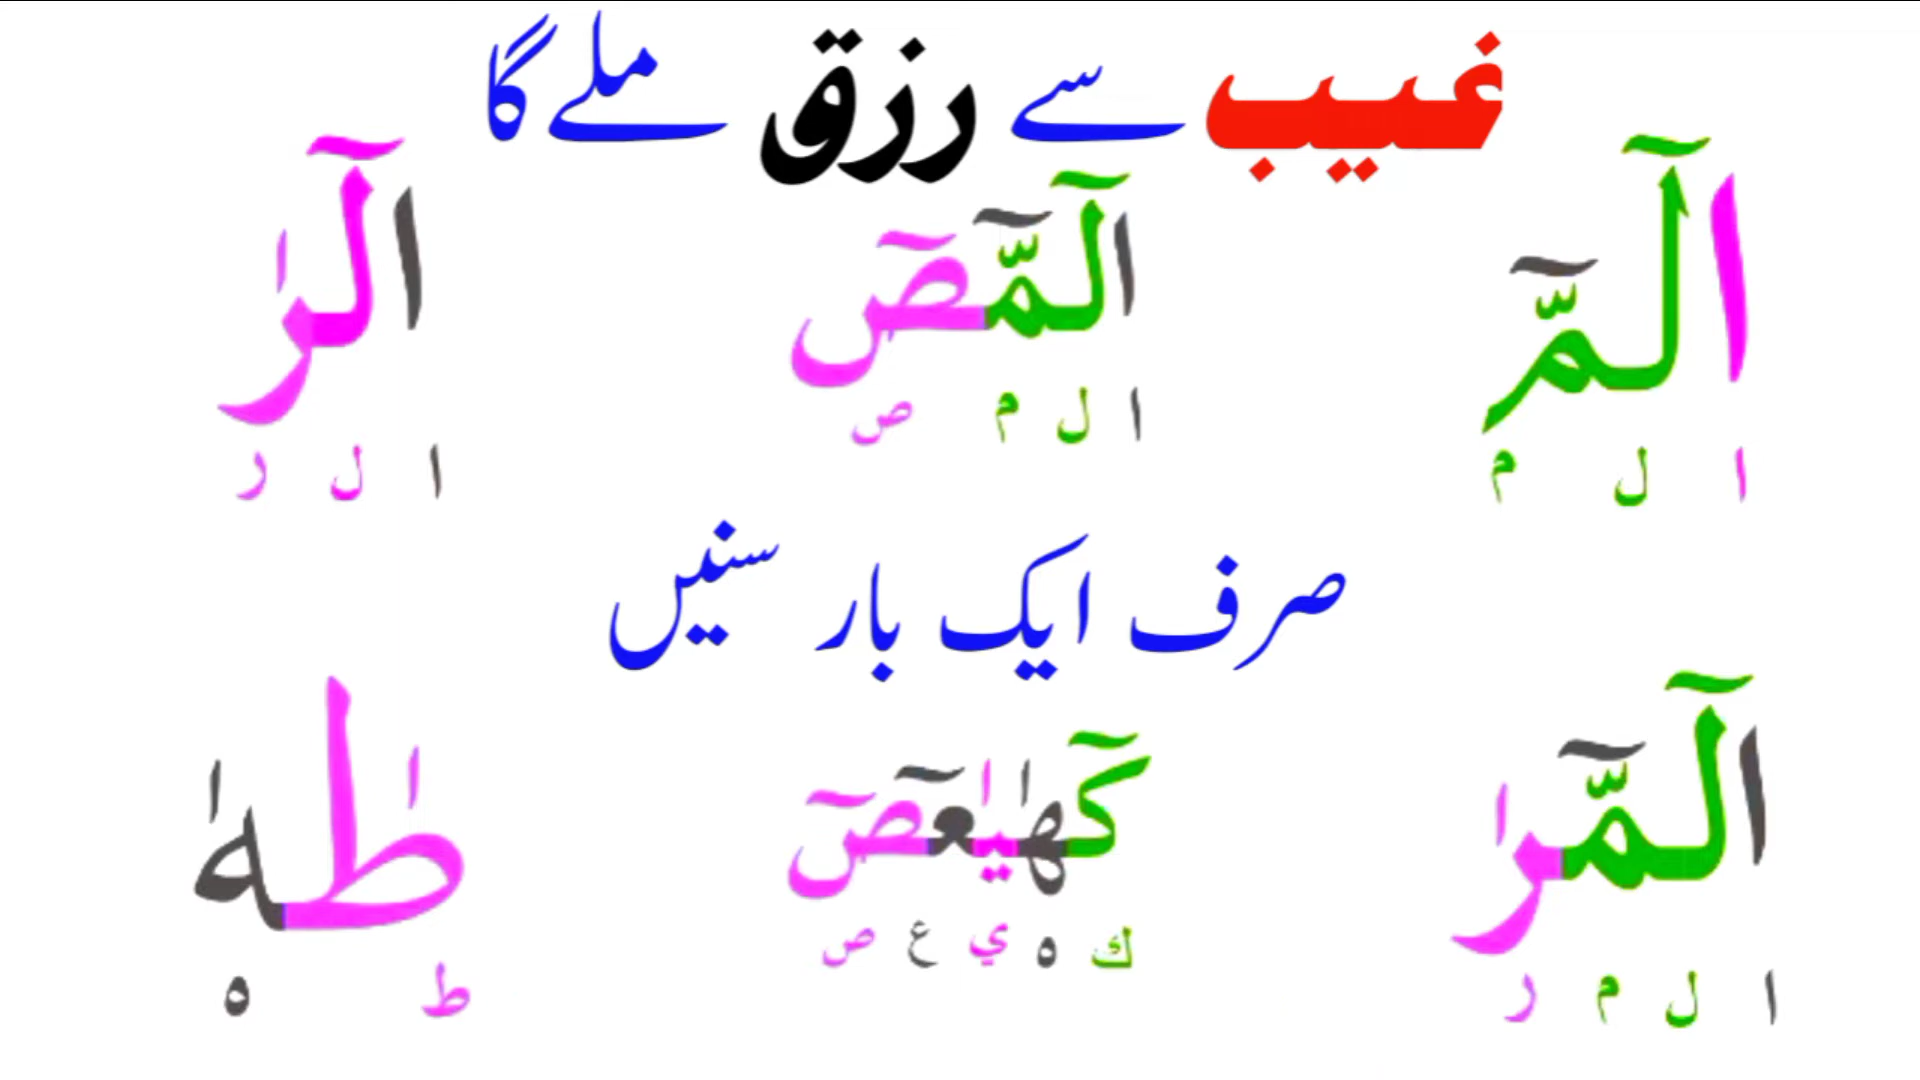 غیب سے رزق ملے گا
الٓمّٓ الٓمّٓصٓ الٓرٰ
ا ل م ا ل م ص ا ل ر
صرف ایک بار سنیں
الٓمّٓرٰ كٓهٰيٰعٓصٓ طٰهٰ
ا ل م ر ك ه ي ع ص ط ه